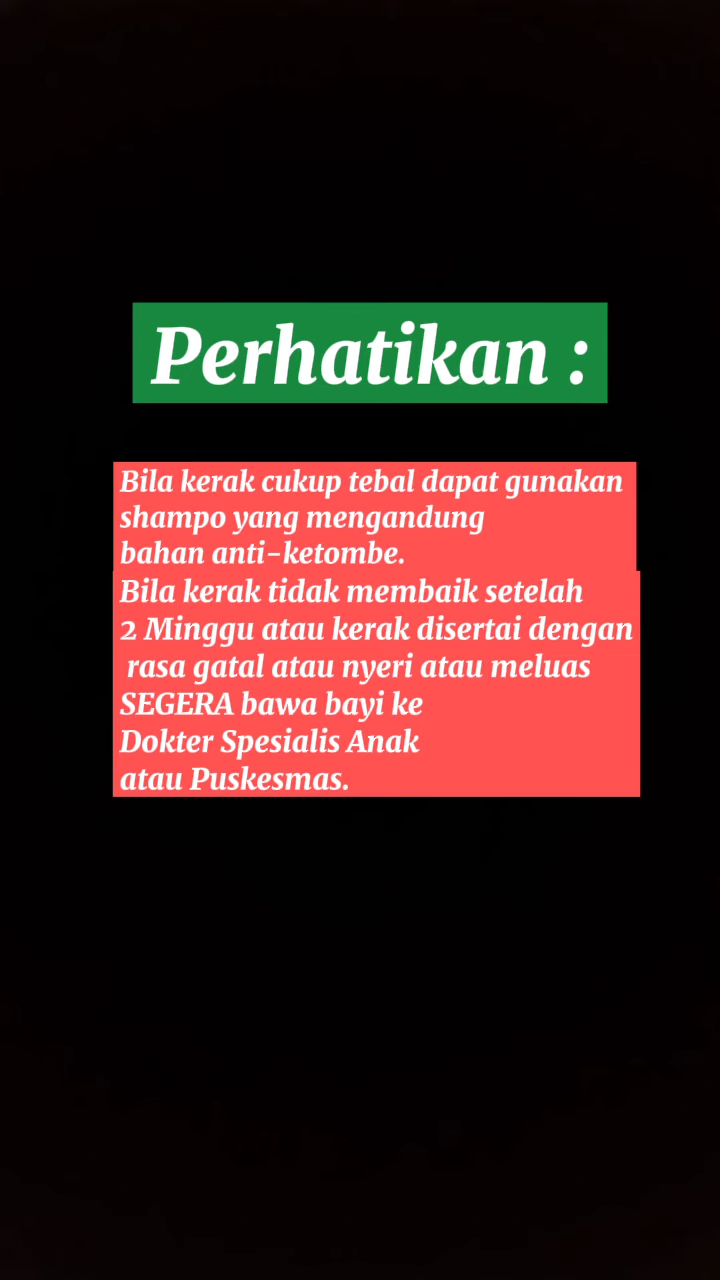 Perhatikan :
Bila kerak cukup tebal dapat gunakan
shampo yang mengandung
bahan anti-ketombe.
Bila kerak tidak membaik setelah
2 Minggu atau kerak disertai dengan
rasa gatal atau nyeri atau meluas
SEGERA bawa bayi ke
Dokter Spesialis Anak
atau Puskesmas.